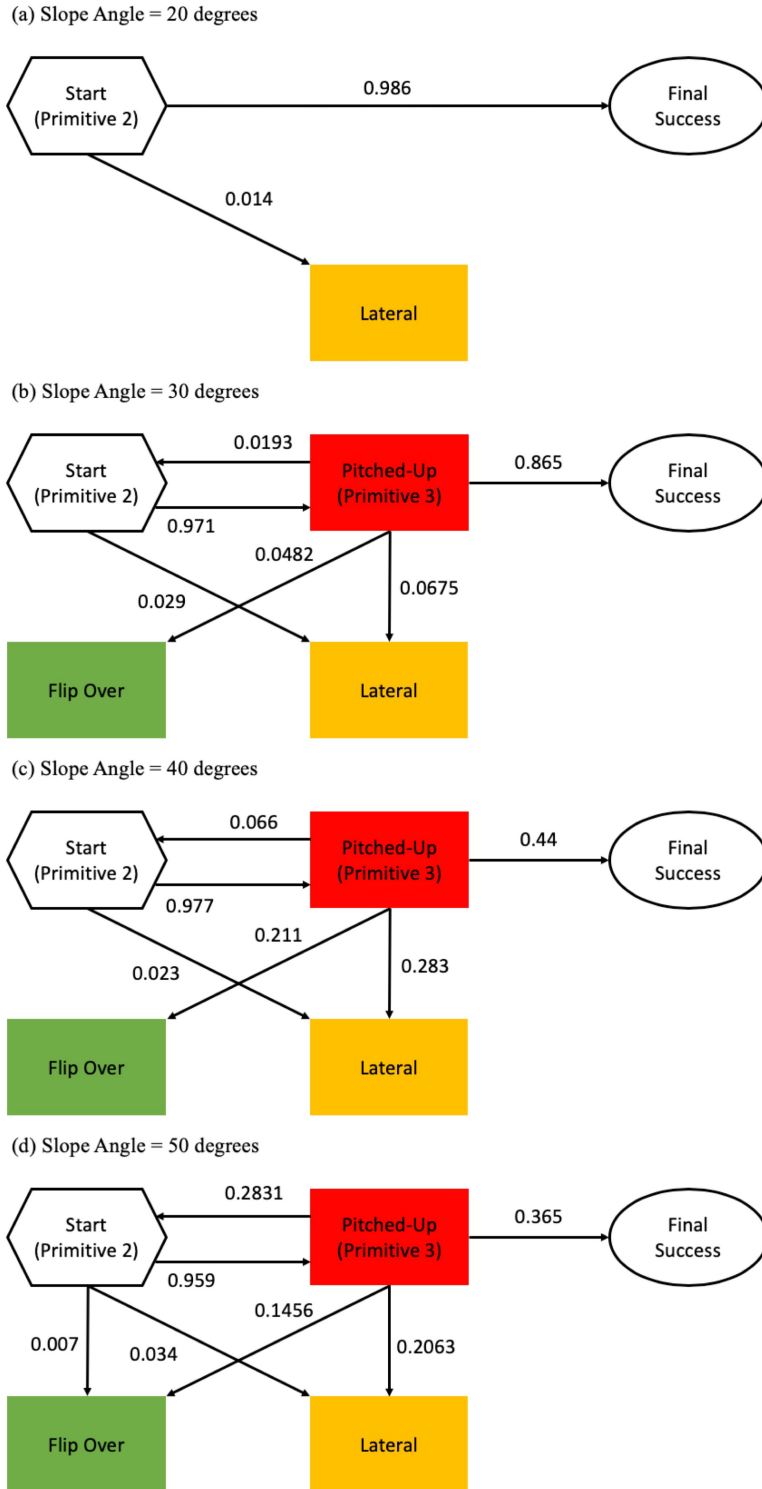 (a) Slope Angle = 20 degrees
Start
(Primitive 2)
0.986
Final
Success
0.014
Lateral
(b) Slope Angle = 30 degrees
Start
(Primitive 2)
0.0193
0.971
Pitched-Up
(Primitive 3)
0.865
Final
Success
0.0482
0.029
0.0675
Flip Over
Lateral
(c) Slope Angle = 40 degrees
Start
(Primitive 2)
0.066
0.977
Pitched-Up
(Primitive 3)
0.44
Final
Success
0.211
0.023
0.283
Flip Over
Lateral
(d) Slope Angle = 50 degrees
Start
(Primitive 2)
0.2831
0.959
Pitched-Up
(Primitive 3)
0.365
Final
Success
0.1456
0.007
0.034
0.2063
Flip Over
Lateral